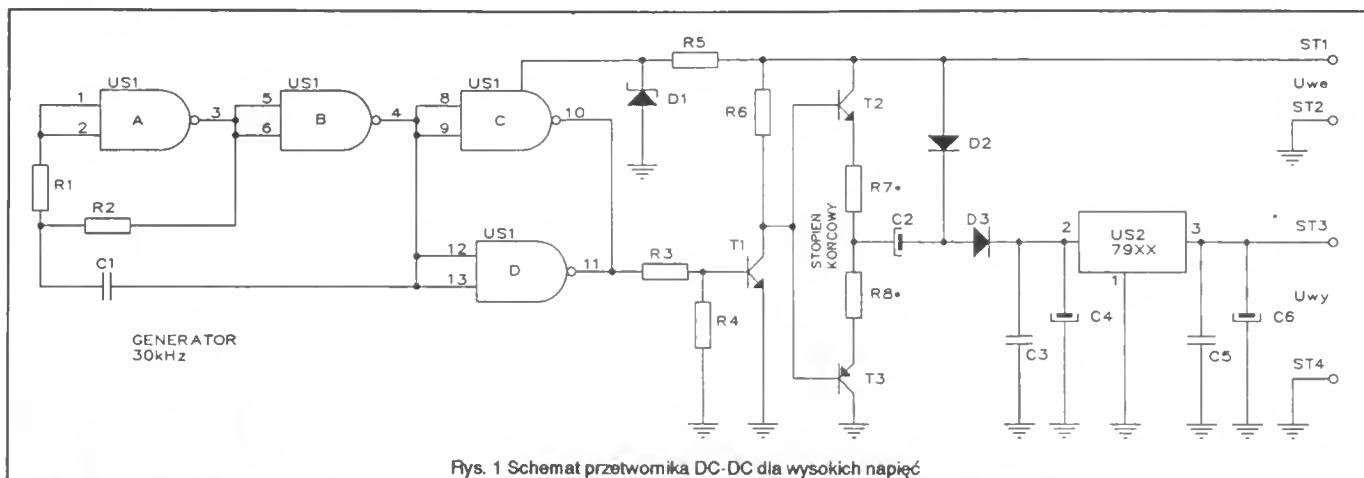 R5
ST1
US1
US1
US1
Uwe
1
5
8
D1
R6
T2
ST2
A
3
B
4
C
10
2
6
9
D2
R1
R2
R7•
C2
D3
ST3
C1
US1
2
US2
3
STOPIEŃ
KOŃCOWY
79XX
12
R3
T1
1
D
11
13
R8•
Uwy
GENERATOR
30kHz
R4
C4
C6
C3
C5
T3
ST4
Rys. 1 Schemat przetwornika DC-DC dla wysokich napięć